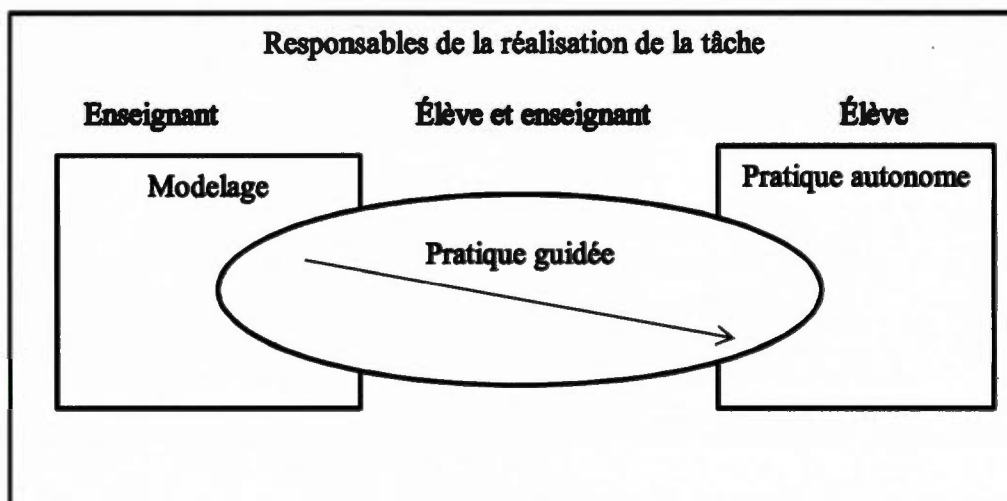 Responsables de la réalisation de la tâche
Enseignant
Élève et enseignant
Élève
Modelage
Pratique autonome
Pratique guidée